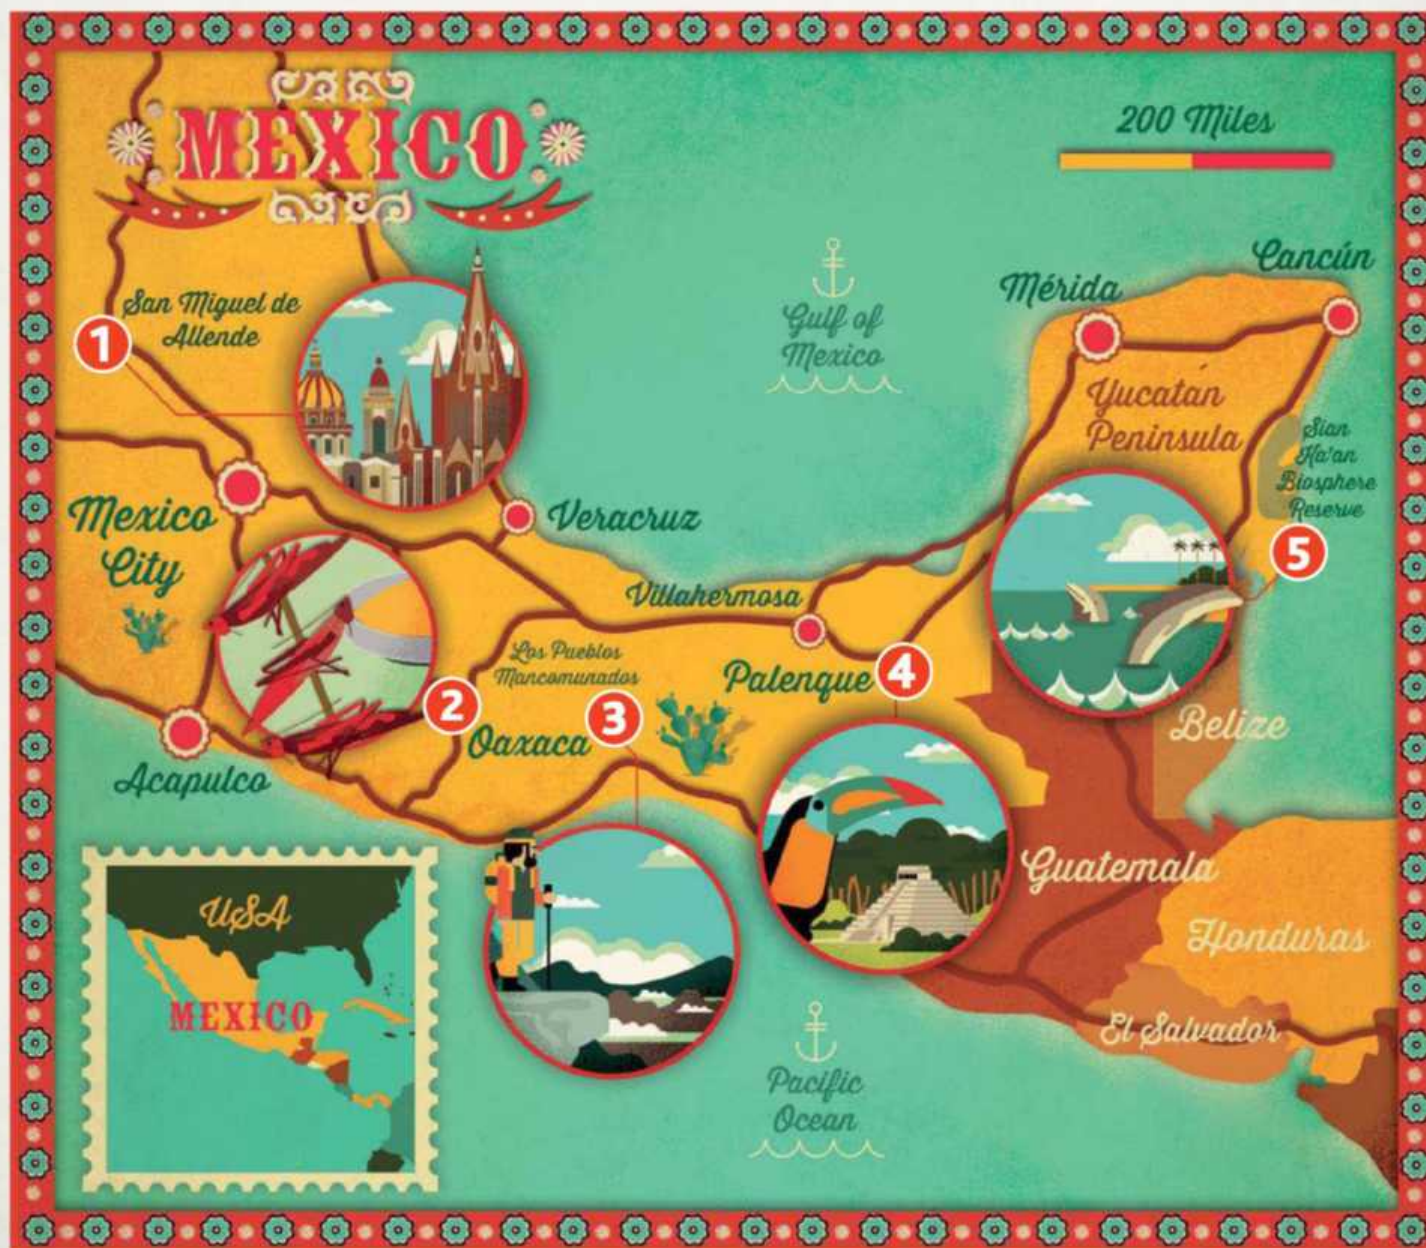 MEXICO
200 Miles
Cancún
Mérida
San Miguel de
Allende
1
Gulf of
Mexico
Yucatán
Peninsula
Sian
Ka'an
Biosphere
Reserve
5
Mexico
City
Veracruz
Villahermosa
Los Pueblos
Mancomunados
Palenque
4
2
3
Oaxaca
Acapulco
Belize
Guatemala
Honduras
El Salvador
USA
MEXICO
Pacific
Ocean